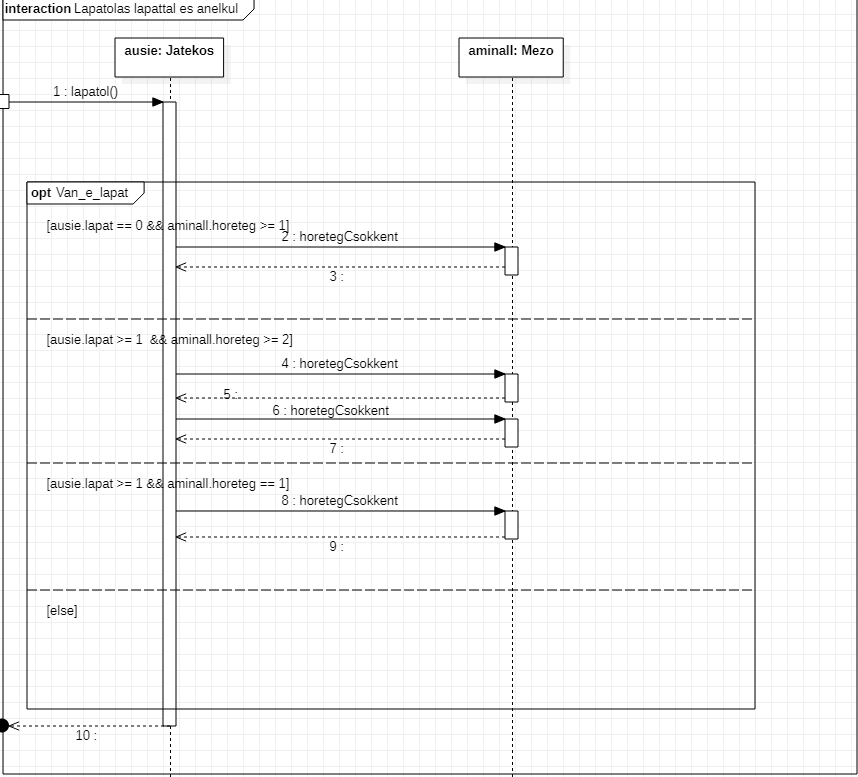 interaction Lapatolas lapattal es anelkul
ausie: Jatekos
aminall: Mezo
1 : lapatol()
opt Van_e_lapat
[ausie.lapat == 0 && aminall.horeteg >= 1]
2 : horetegCsokkent
3 :
[ausie.lapat >= 1 && aminall.horeteg >= 2]
4 : horetegCsokkent
5 :
6 : horetegCsokkent
7 :
[ausie.lapat >= 1 && aminall.horeteg == 1]
8 : horetegCsokkent
9 :
[else]
10 :